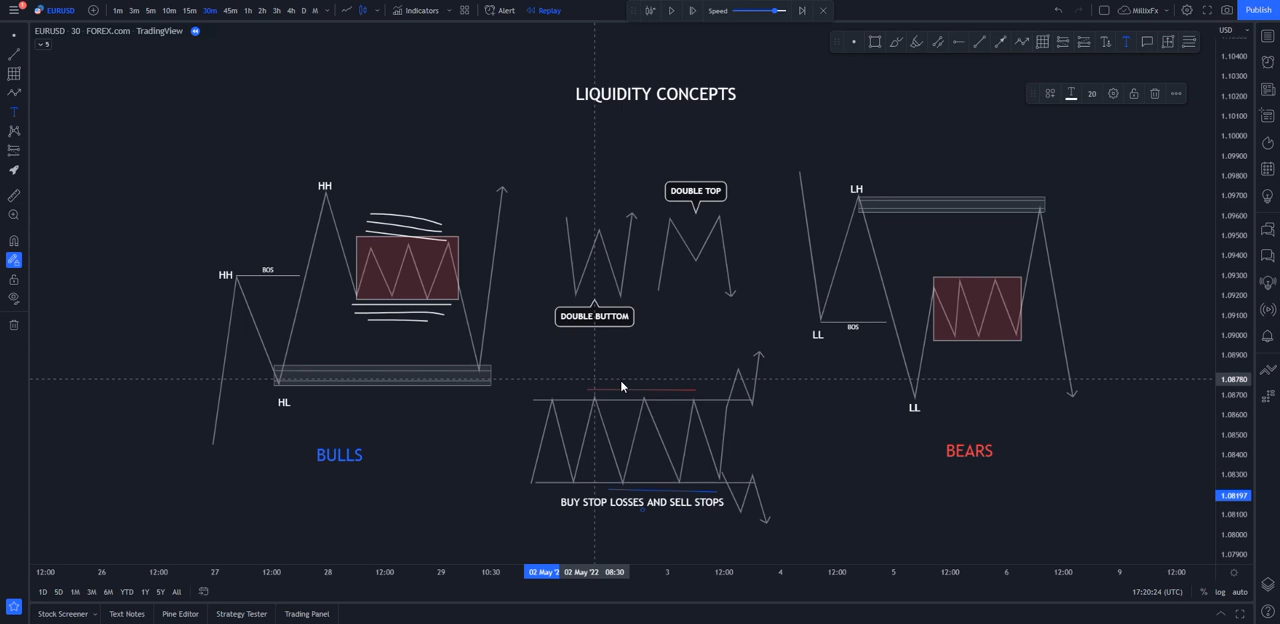 EURUSD 1m 3m 5m 10m 15m 30m 45m 1h 2h 3h 4h D M Indicators Alert Replay Speed MillixFx Publish
EURUSD · 30 · FOREX.com · TradingView
5
USD
1.10400
1.10300
LIQUIDITY CONCEPTS
20
1.10200
1.10100
1.10000
1.09900
1.09800
HH
DOUBLE TOP
LH
1.09700
1.09600
1.09500
1.09400
HH
BOS
1.09300
1.09200
DOUBLE BUTTOM
1.09100
LL
BOS
1.09000
1.08900
1.08780
1.08700
HL
LL
1.08600
1.08500
BULLS
BEARS
1.08400
1.08300
1.08197
BUY STOP LOSSES AND SELL STOPS
1.08100
1.08000
1.07900
12:00 26 12:00 27 12:00 28 12:00 29 10:30 02 May '2 02 May '22 08:30 3 12:00 4 12:00 5 12:00 6 12:00 9 12:00
1D 5D 1M 3M 6M YTD 1Y 5Y All 17:20:24 (UTC) % log auto
Stock Screener Text Notes Pine Editor Strategy Tester Trading Panel